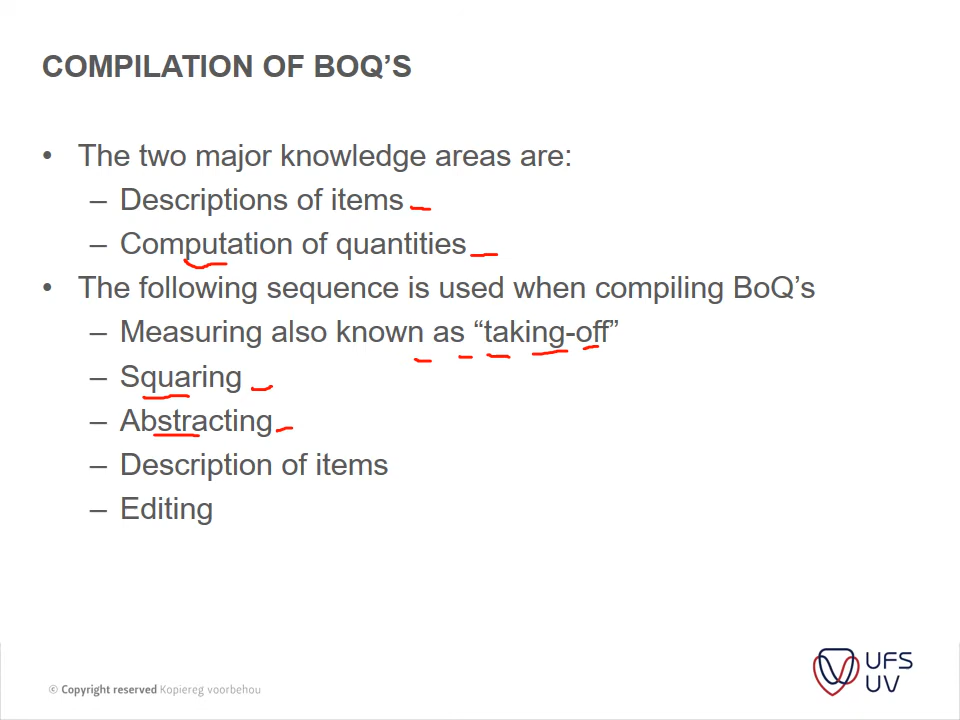 COMPILATION OF BOQ’S
• The two major knowledge areas are:
– Descriptions of items
– Computation of quantities
• The following sequence is used when compiling BoQ’s
– Measuring also known as “taking-off”
– Squaring
– Abstracting
– Description of items
– Editing
© Copyright reserved Kopiereg voorbehou
UFS
UV